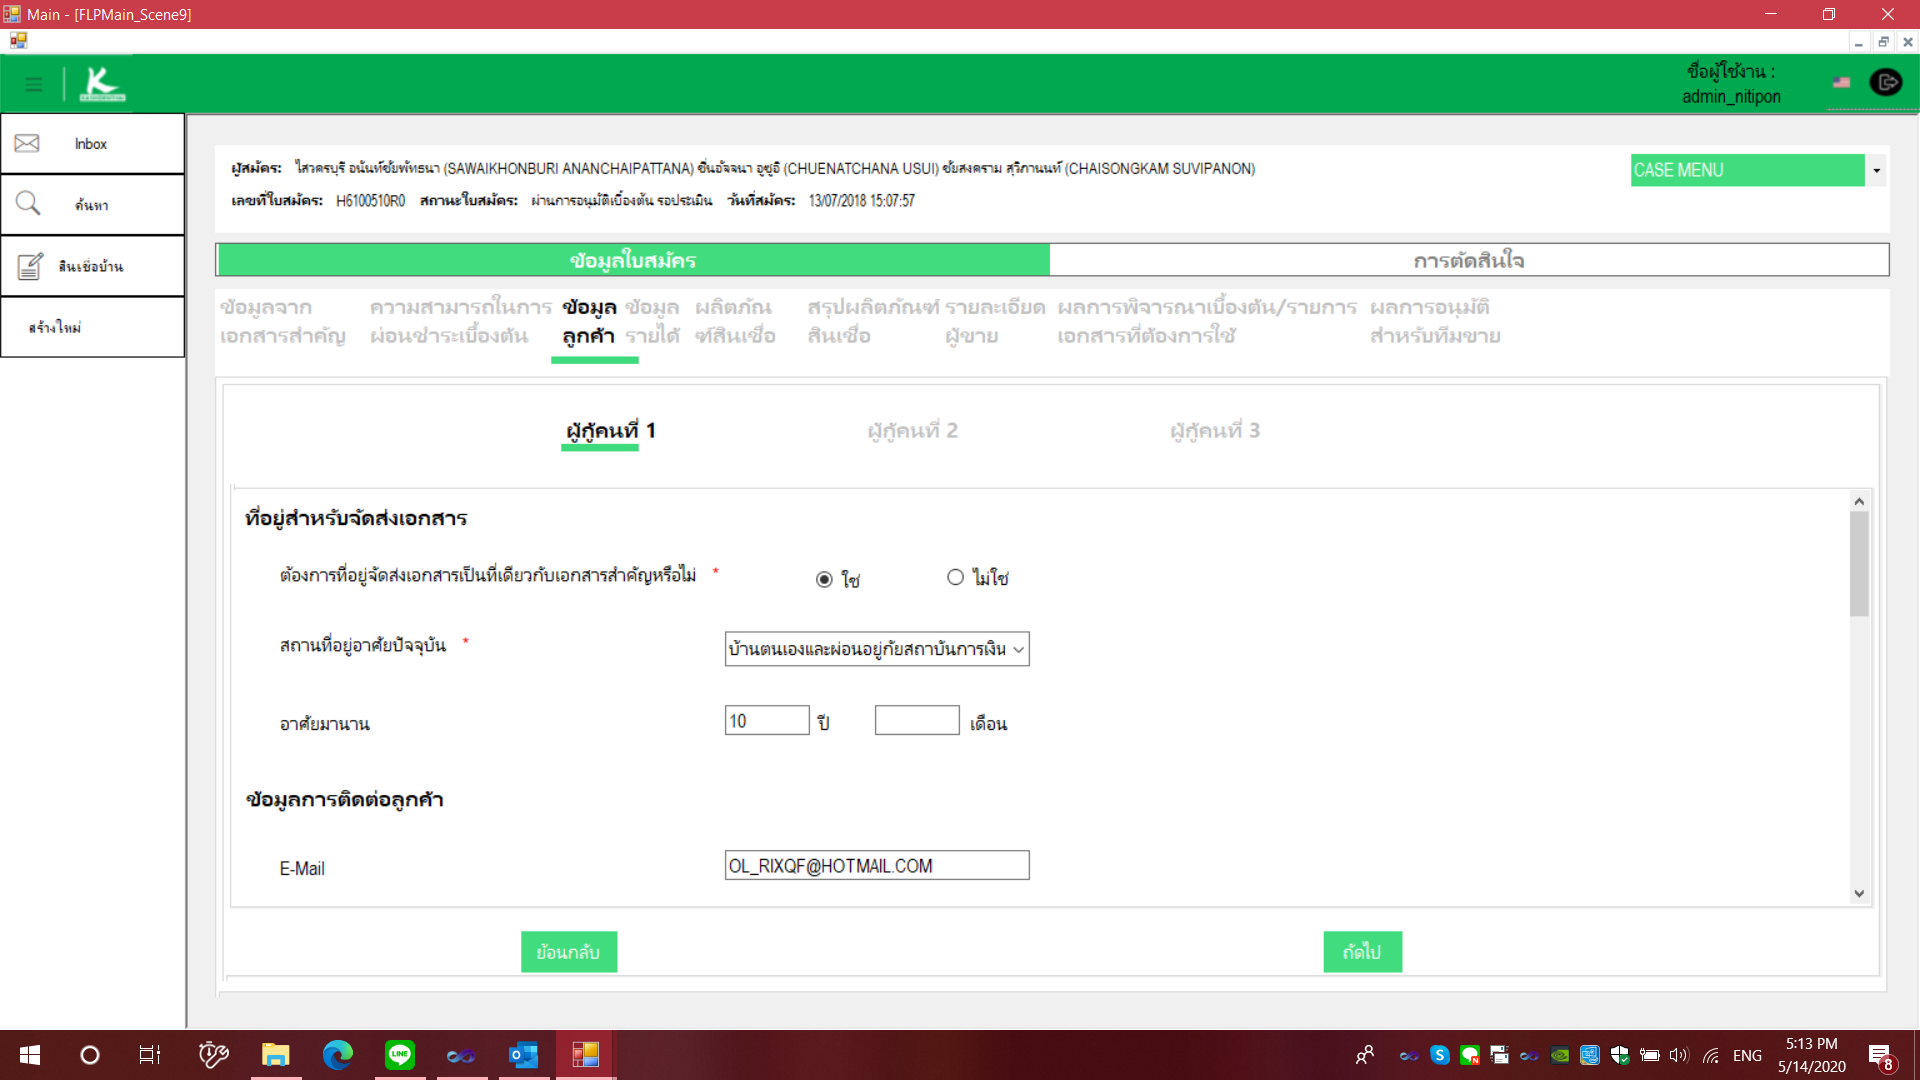 Main - [FLPMain_Scene9]
ชื่อผู้ใช้งาน :
admin_nitipon
Inbox
ค้นหา
สินเชื่อบ้าน
สร้างใหม่
ผู้สมัคร: ไสวครบุรี อนันท์ชัยพัทธนา (SAWAIKHONBURI ANANCHAIPATTANA) ชื่นอัจจนา อูซูอิ (CHUENATCHANA USUI) ชัยสงคราม สุวิภานนท์ (CHAISONGKAM SUVIPANON)
CASE MENU
เลขที่ใบสมัคร: H6100510R0 สถานะใบสมัคร: ผ่านการอนุมัติเบื้องต้น รอประเมิน วันที่สมัคร: 13/07/2018 15:07:57
ข้อมูลใบสมัคร
การตัดสินใจ
ข้อมูลจาก
เอกสารสำคัญ
ความสามารถในการ
ผ่อนชำระเบื้องต้น
ข้อมูล
ลูกค้า
ข้อมูล
รายได้
ผลิตภัณ
ฑ์สินเชื่อ
สรุปผลิตภัณฑ์
สินเชื่อ
รายละเอียด
ผู้ขาย
ผลการพิจารณาเบื้องต้น/รายการ
เอกสารที่ต้องการใช้
ผลการอนุมัติ
สำหรับทีมขาย
ผู้กู้คนที่ 1
ผู้กู้คนที่ 2
ผู้กู้คนที่ 3
ที่อยู่สำหรับจัดส่งเอกสาร
ต้องการที่อยู่จัดส่งเอกสารเป็นที่เดียวกับเอกสารสำคัญหรือไม่ *
ใช่
ไม่ใช่
สถานที่อยู่อาศัยปัจจุบัน *
บ้านตนเองและผ่อนอยู่กับสถาบันการเงิน
อาศัยมานาน
10 ปี
เดือน
ข้อมูลการติดต่อลูกค้า
E-Mail
OL_RIXQF@HOTMAIL.COM
ย้อนกลับ
ถัดไป
LINE
ENG
5:13 PM
5/14/2020
8